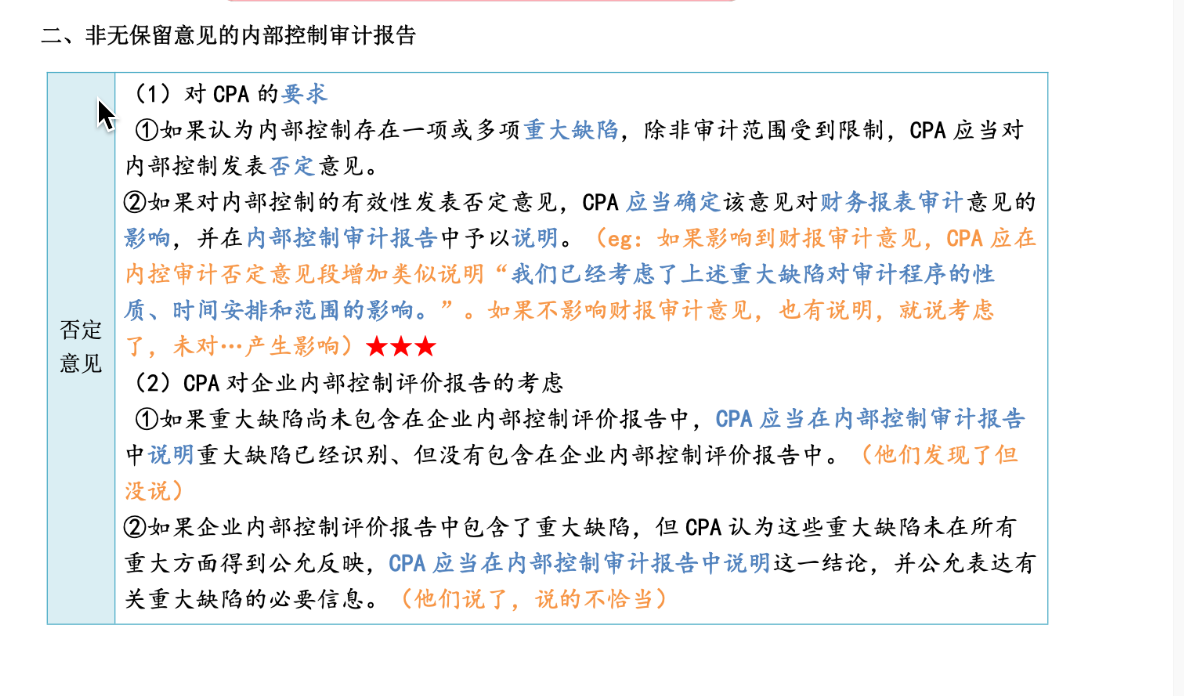 二、非无保留意见的内部控制审计报告
否定
意见
（1）对 CPA 的要求
①如果认为内部控制存在一项或多项重大缺陷，除非审计范围受到限制，CPA 应当对
内部控制发表否定意见。
②如果对内部控制的有效性发表否定意见，CPA 应当确定该意见对财务报表审计意见的
影响，并在内部控制审计报告中予以说明。（eg：如果影响到财报审计意见，CPA 应在
内控审计否定意见段增加类似说明“我们已经考虑了上述重大缺陷对审计程序的性
质、时间安排和范围的影响。”。如果不影响财报审计意见，也有说明，就说考虑
了，未对…产生影响）★★★
（2）CPA 对企业内部控制评价报告的考虑
①如果重大缺陷尚未包含在企业内部控制评价报告中，CPA 应当在内部控制审计报告
中说明重大缺陷已经识别、但没有包含在企业内部控制评价报告中。（他们发现了但
没说）
②如果企业内部控制评价报告中包含了重大缺陷，但 CPA 认为这些重大缺陷未在所有
重大方面得到公允反映，CPA 应当在内部控制审计报告中说明这一结论，并公允表达有
关重大缺陷的必要信息。（他们说了，说的不恰当）